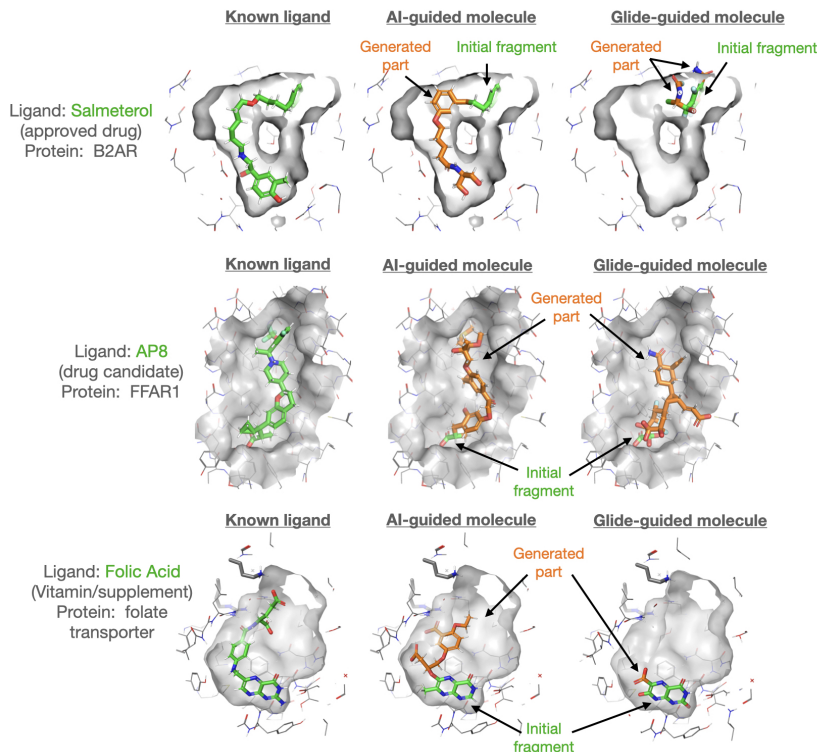 Known ligand
AI-guided molecule
Glide-guided molecule
Generated
part
Initial fragment
Generated
part
Initial fragment
Ligand: Salmeterol
(approved drug)
Protein: B2AR
Known ligand
AI-guided molecule
Glide-guided molecule
Generated
part
Ligand: AP8
(drug candidate)
Protein: FFAR1
Initial
fragment
Known ligand
AI-guided molecule
Glide-guided molecule
Generated
part
Ligand: Folic Acid
(Vitamin/supplement)
Protein: folate
transporter
Initial
fragment